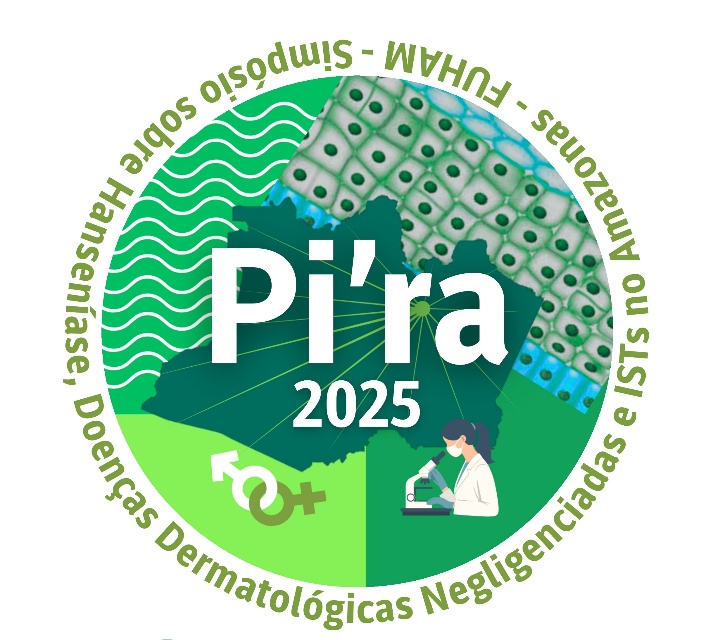 Simpósio sobre Hanseníase, Doenças Dermatológicas Negligenciadas e ISTs no Amazonas - FUHAM -
Pi'ra
2025